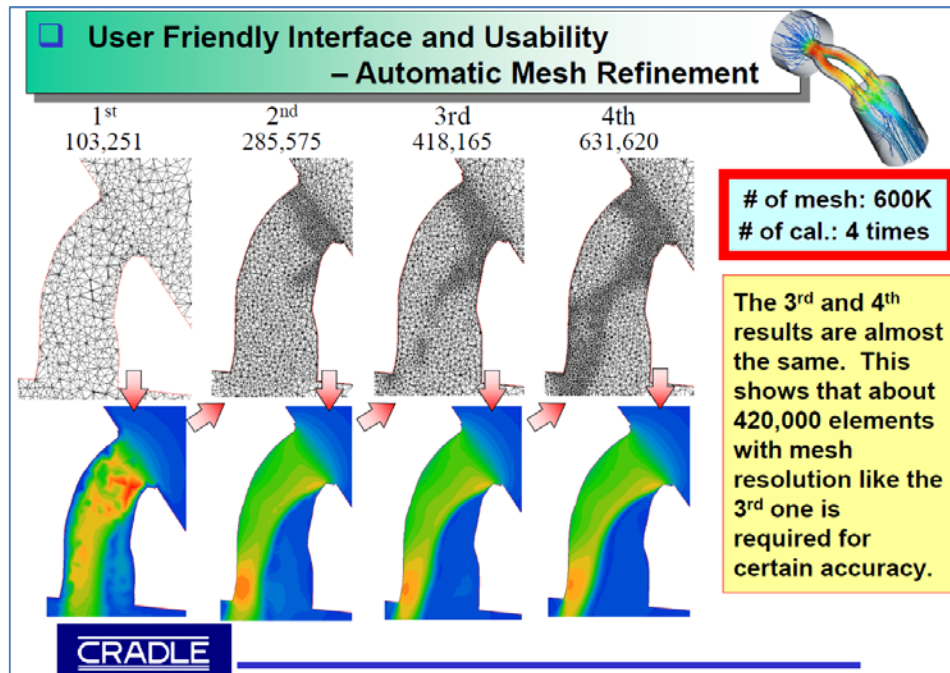 User Friendly Interface and Usability
– Automatic Mesh Refinement
1st 2nd 3rd 4th
103,251 285,575 418,165 631,620
# of mesh: 600K
# of cal.: 4 times
The 3rd and 4th
results are almost
the same. This
shows that about
420,000 elements
with mesh
resolution like the
3rd one is
required for
certain accuracy.
CRADLE